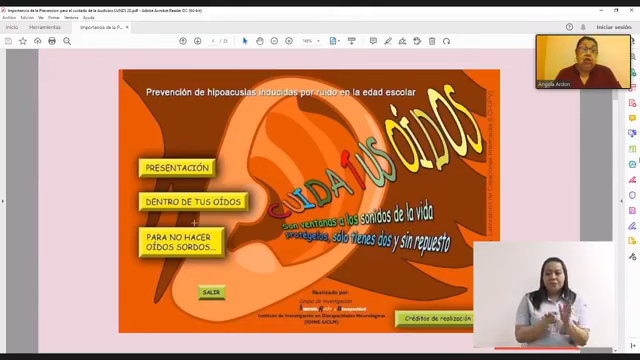 Importancia de la Prevencion para el cuidado de la Audicion LUNES 25.pdf - Adobe Acrobat Reader DC (64-bit)
Archivo Edición Ver Firmar Ventana Ayuda
Inicio Herramientas Importancia de la P...
Iniciar sesión
Angela Ardon
Prevención de hipoacusias inducidas por ruido en la edad escolar
CUIDA TUS OÍDOS
Son ventanas a los sonidos de la vida
protégelos, sólo tienes dos y sin repuesto
PRESENTACIÓN
DENTRO DE TUS OÍDOS
PARA NO HACER
OÍDOS SORDOS...
SALIR
Realizado por:
Grupo de Investigación
Instituto de Investigación en Discapacidades Neurológicas
(IDINE-UCLM)
Créditos de realización